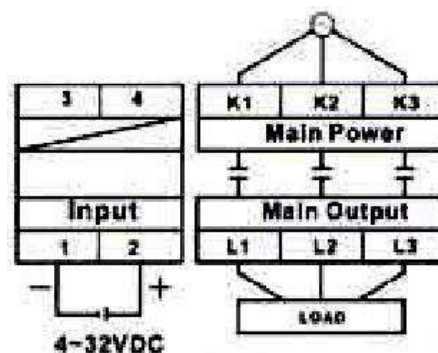 3 4
K1 K2 K3
Main Power
Input
Main Output
1 2
L1 L2 L3
− +
LOAD
4~32VDC